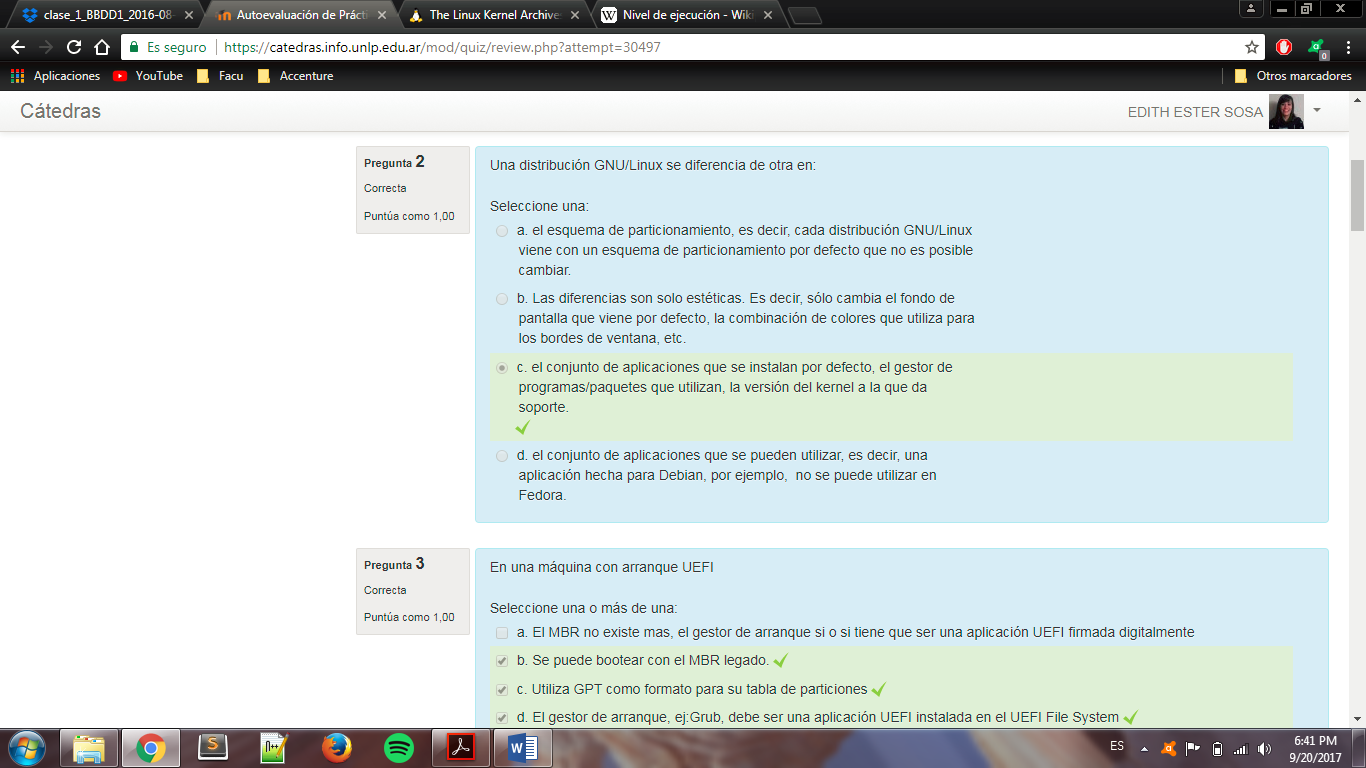 clase_1_BBDD1_2016-08-
Autoevaluación de Práctic
The Linux Kernel Archives
Nivel de ejecución - Wiki
Es seguro
https://catedras.info.unlp.edu.ar/mod/quiz/review.php?attempt=30497
Aplicaciones
YouTube
Facu
Accenture
Otros marcadores
Cátedras
EDITH ESTER SOSA
Pregunta 2
Correcta
Puntúa como 1,00
Una distribución GNU/Linux se diferencia de otra en:
Seleccione una:
a. el esquema de particionamiento, es decir, cada distribución GNU/Linux
viene con un esquema de particionamiento por defecto que no es posible
cambiar.
b. Las diferencias son solo estéticas. Es decir, sólo cambia el fondo de
pantalla que viene por defecto, la combinación de colores que utiliza para
los bordes de ventana, etc.
c. el conjunto de aplicaciones que se instalan por defecto, el gestor de
programas/paquetes que utilizan, la versión del kernel a la que da
soporte.
d. el conjunto de aplicaciones que se pueden utilizar, es decir, una
aplicación hecha para Debian, por ejemplo, no se puede utilizar en
Fedora.
Pregunta 3
Correcta
Puntúa como 1,00
En una máquina con arranque UEFI
Seleccione una o más de una:
a. El MBR no existe mas, el gestor de arranque si o si tiene que ser una aplicación UEFI firmada digitalmente
b. Se puede bootear con el MBR legado.
c. Utiliza GPT como formato para su tabla de particiones
d. El gestor de arranque, ej:Grub, debe ser una aplicación UEFI instalada en el UEFI File System
ES
6:41 PM
9/20/2017